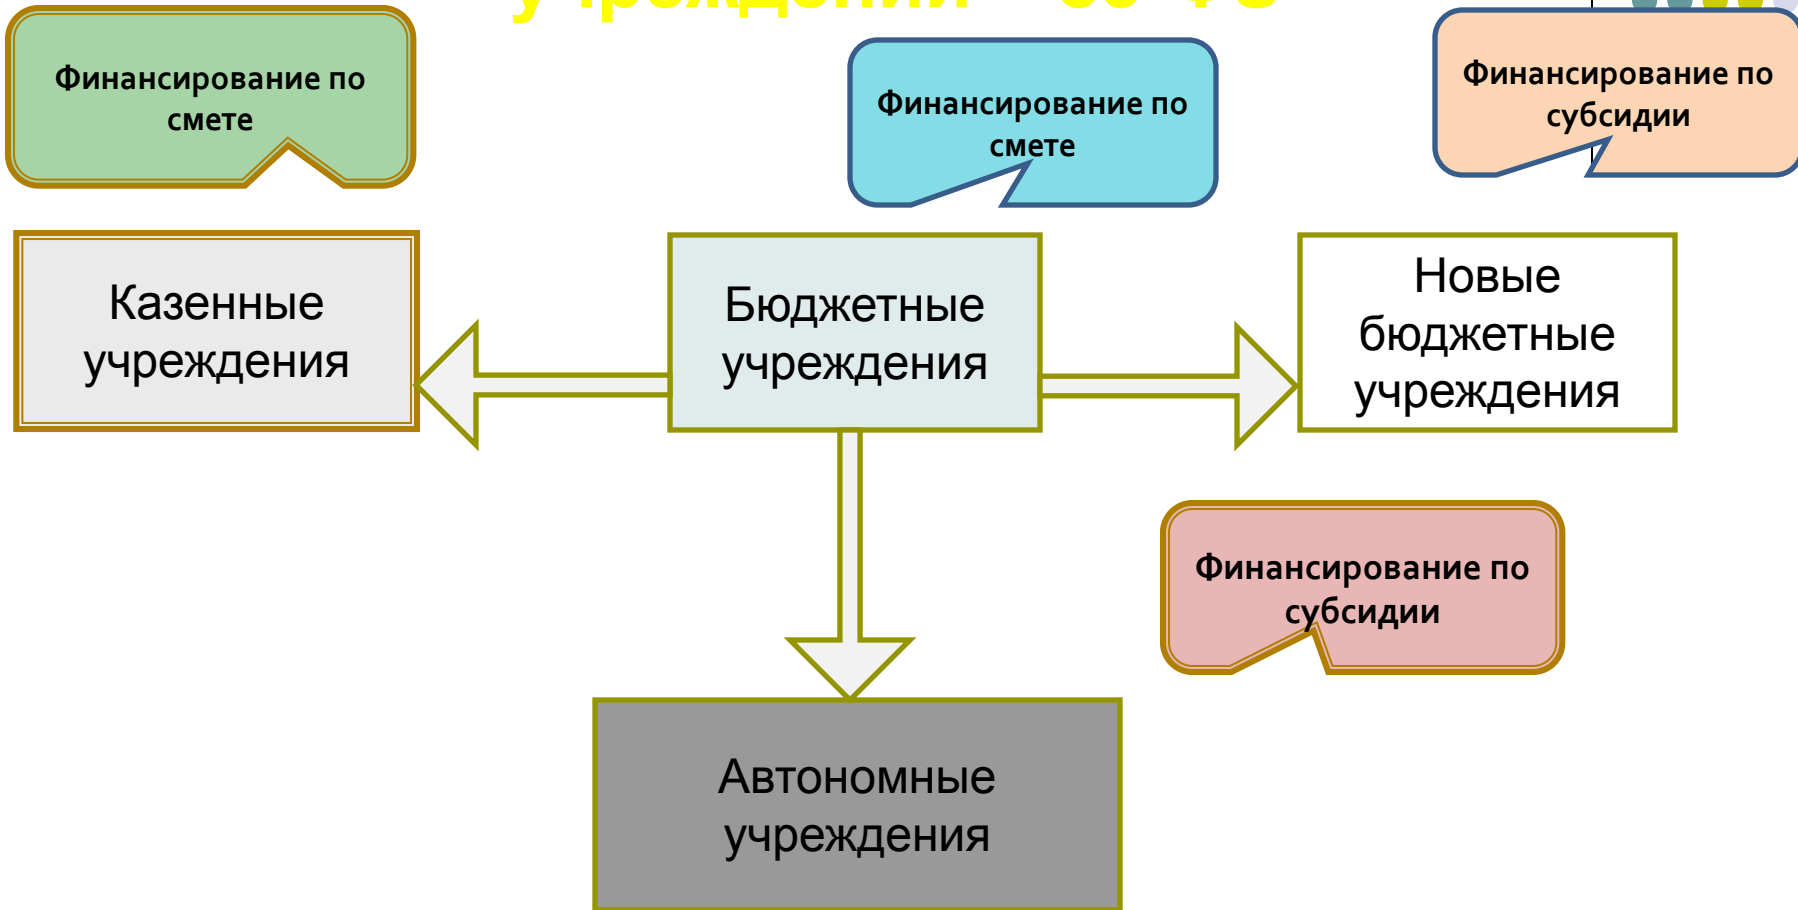 Финансирование по
смете
Финансирование по
смете
Финансирование по
субсидии
Казенные
учреждения
Бюджетные
учреждения
Новые
бюджетные
учреждения
Финансирование по
субсидии
Автономные
учреждения